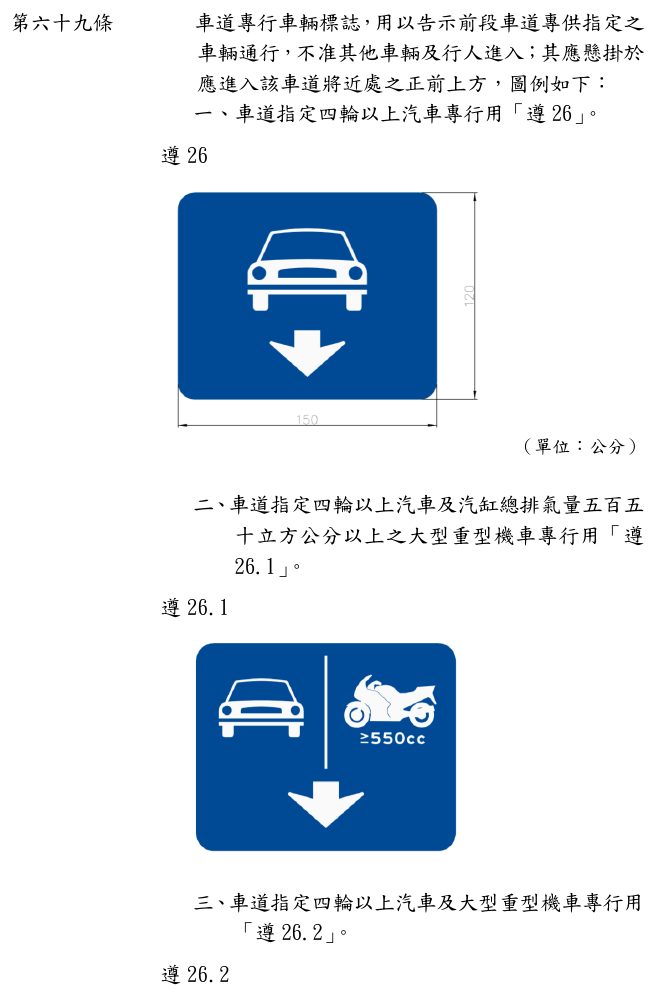 第六十九條 車道專行車輛標誌，用以告示前段車道專供指定之
車輛通行，不准其他車輛及行人進入；其應懸掛於
應進入該車道將近處之正前上方，圖例如下：
一、車道指定四輪以上汽車專行用「遵26」。
遵 26
120
150
（單位：公分）
二、車道指定四輪以上汽車及汽缸總排氣量五百五
十立方公分以上之大型重型機車專行用「遵
26.1」。
遵 26.1
≥550cc
三、車道指定四輪以上汽車及大型重型機車專行用
「遵26.2」。
遵 26.2